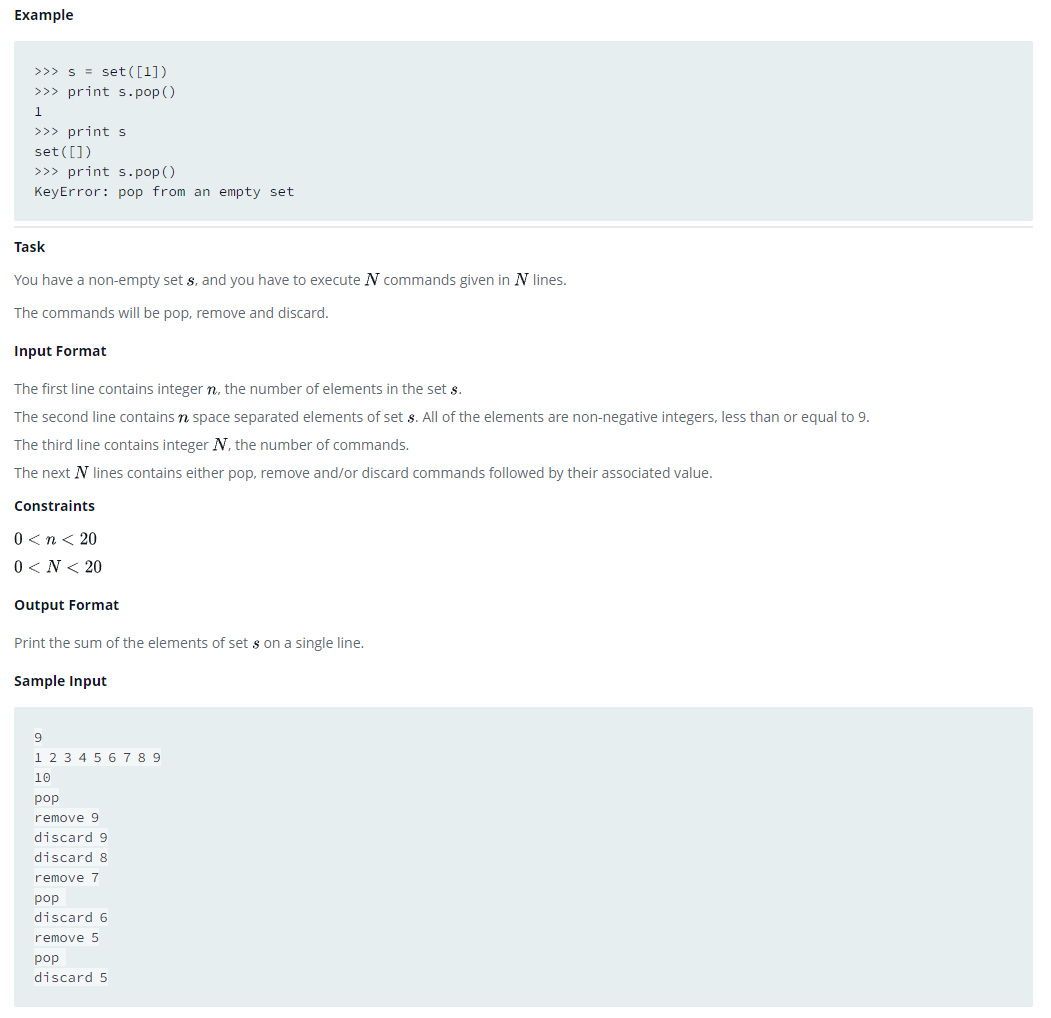 Example
>>> s = set([1])
>>> print s.pop()
1
>>> print s
set([])
>>> print s.pop()
KeyError: pop from an empty set
Task
You have a non-empty set s, and you have to execute N commands given in N lines.
The commands will be pop, remove and discard.
Input Format
The first line contains integer n, the number of elements in the set s.
The second line contains n space separated elements of set s. All of the elements are non-negative integers, less than or equal to 9.
The third line contains integer N, the number of commands.
The next N lines contains either pop, remove and/or discard commands followed by their associated value.
Constraints
0 < n < 20
0 < N < 20
Output Format
Print the sum of the elements of set s on a single line.
Sample Input
9
1 2 3 4 5 6 7 8 9
10
pop
remove 9
discard 9
discard 8
remove 7
pop
discard 6
remove 5
pop
discard 5